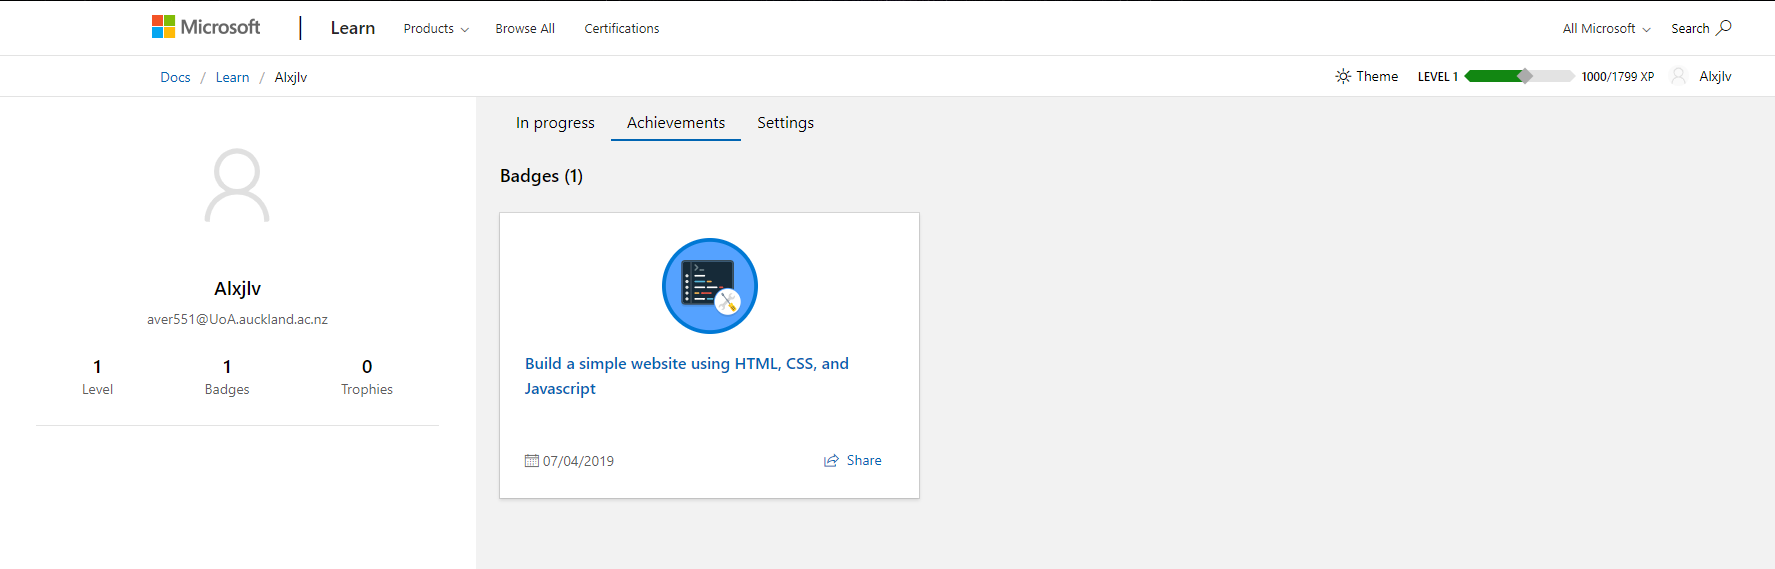 Microsoft | Learn Products Browse All Certifications All Microsoft Search
Docs / Learn / Alxjlv Theme LEVEL 1 1000/1799 XP Alxjlv
In progress Achievements Settings
Badges (1)
Alxjlv
aver551@UoA.auckland.ac.nz
1 1 0
Level Badges Trophies
Build a simple website using HTML, CSS, and
Javascript
07/04/2019 Share